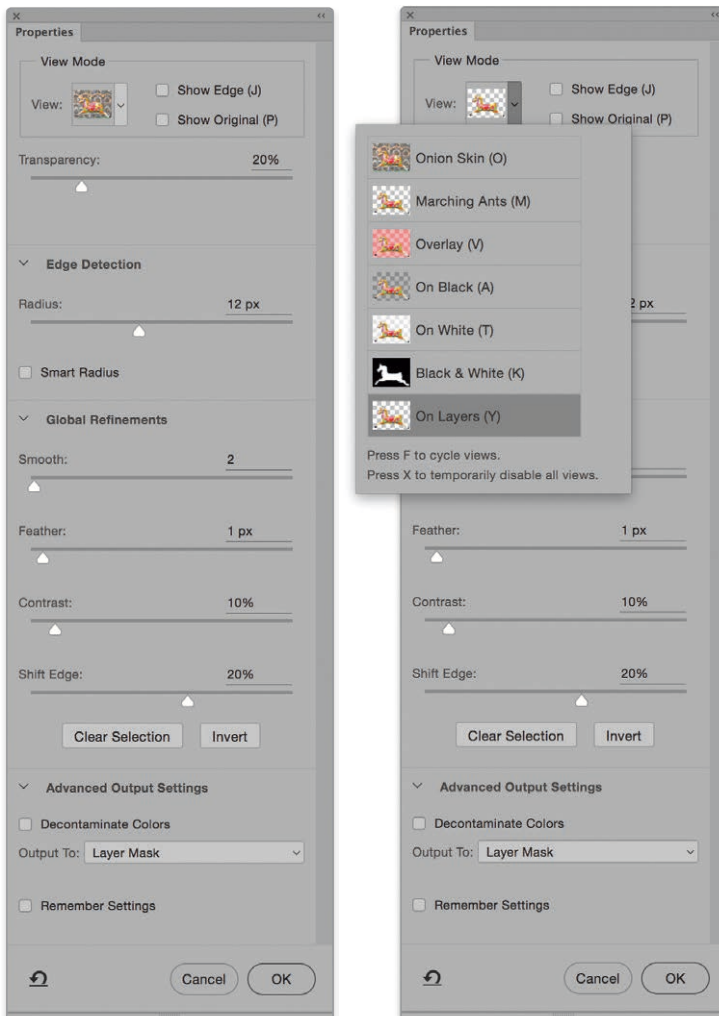 Properties
View Mode
View:
Show Edge (J)
Show Original (P)
Transparency: 20%
Edge Detection
Radius: 12 px
Smart Radius
Global Refinements
Smooth: 2
Feather: 1 px
Contrast: 10%
Shift Edge: 20%
Clear Selection Invert
Advanced Output Settings
Decontaminate Colors
Output To: Layer Mask
Remember Settings
Cancel OK
Properties
View Mode
View:
Show Edge (J)
Show Original (P)
Onion Skin (O)
Marching Ants (M)
Overlay (V)
On Black (A)
On White (T)
Black & White (K)
On Layers (Y)
Press F to cycle views.
Press X to temporarily disable all views.
2 px
Feather: 1 px
Contrast: 10%
Shift Edge: 20%
Clear Selection Invert
Advanced Output Settings
Decontaminate Colors
Output To: Layer Mask
Remember Settings
Cancel OK